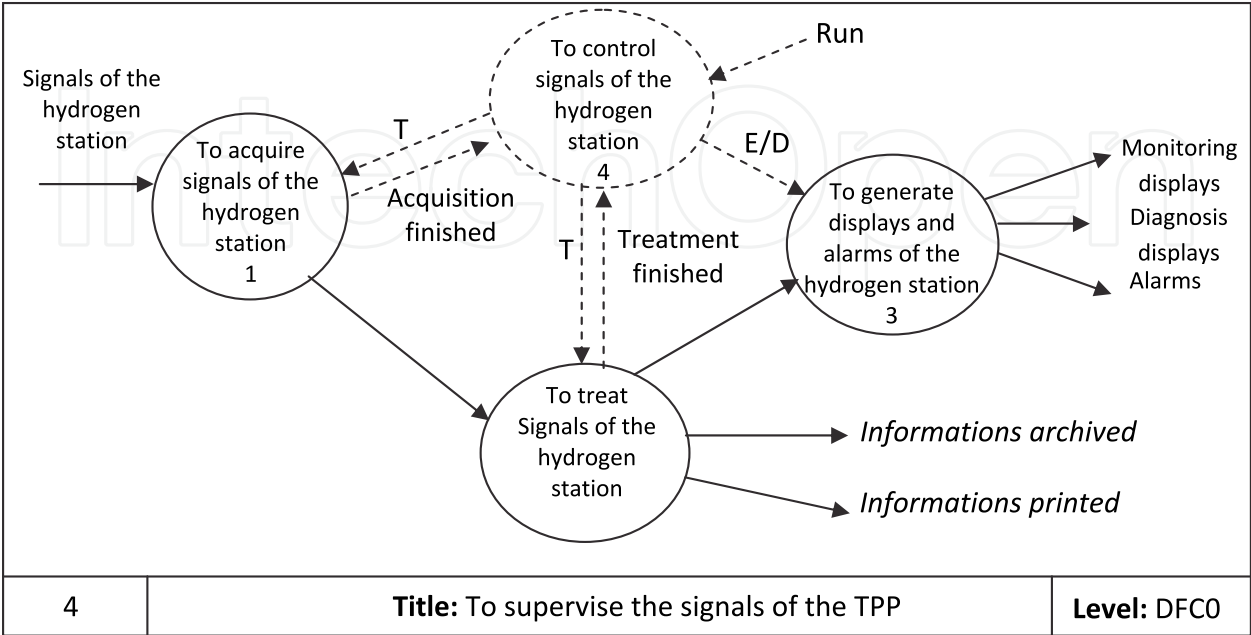 Signals of the
hydrogen
station
To acquire
signals of the
hydrogen
station
1
T
Acquisition
finished
To control
signals of the
hydrogen
station
4
Run
E/D
T
Treatment
finished
To generate
displays and
alarms of the
hydrogen station
3
Monitoring
displays
Diagnosis
displays
Alarms
To treat
Signals of the
hydrogen
station
Informations archived
Informations printed
4
Title: To supervise the signals of the TPP
Level: DFC0
IntechOpen